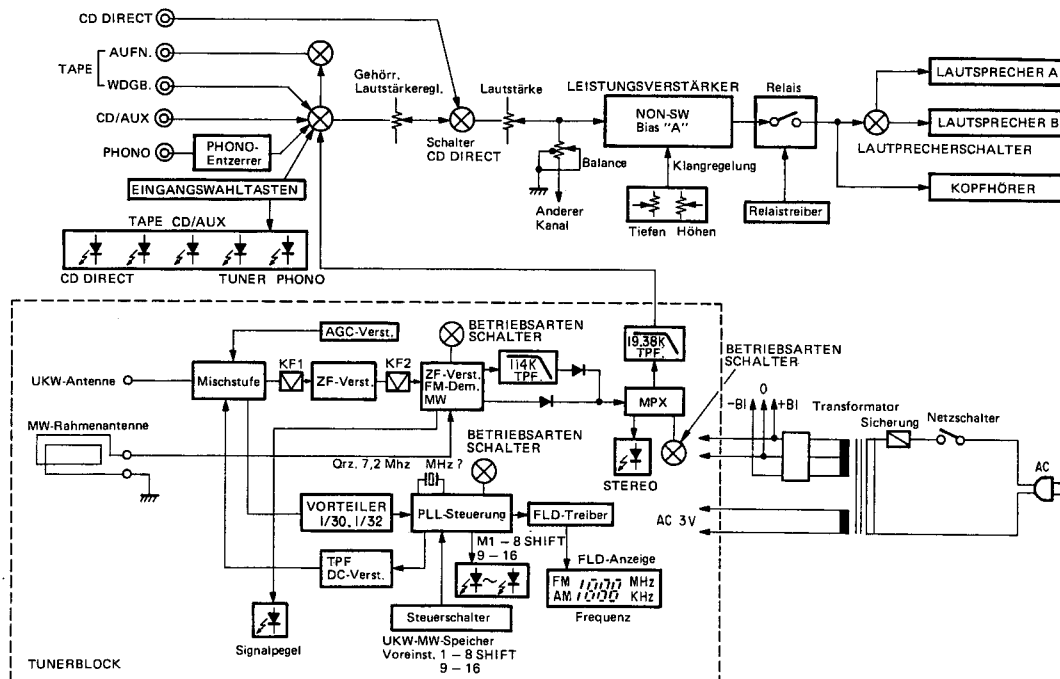 CD DIRECT
AUFN.
TAPE
WDGB.
CD/AUX
PHONO
PHONO-
Entzerrer
EINGANGSWAHLTASTEN
TAPE CD/AUX
CD DIRECT
TUNER PHONO
Gehörr.
Lautstärkeregl.
Lautstärke
Schalter
CD DIRECT
LEISTUNGSVERSTÄRKER
NON-SW
Bias "A"
Balance
Klangregelung
Anderer
Kanal
Tiefen Höhen
Relais
Relaistreiber
LAUTSPRECHER A
LAUTSPRECHER B
LAUTPRECHERSCHALTER
KOPFHÖRER
BETRIEBSARTEN
SCHALTER
AGC-Verst.
UKW-Antenne
Mischstufe
KF1
ZF-Verst.
KF2
ZF-Verst.
FM-Dem.
MW
114K
TPF.
19,38K
TPF.
MPX
BETRIEBSARTEN
SCHALTER
STEREO
MW-Rahmenantenne
BETRIEBSARTEN
SCHALTER
Qrz. 7,2 Mhz
MHz ?
VORTEILER
1/30, 1/32
PLL-Steuerung
FLD-Treiber
M1 – 8 SHIFT
9 – 16
TPF
DC-Verst.
FLD-Anzeige
FM 1000 MHz
AM 1000 KHz
Frequenz
Steuerschalter
UKW-MW-Speicher
Voreinst. 1 – 8 SHIFT
9 – 16
Signalpegel
TUNERBLOCK
0
-BI
+BI
Transformator
Sicherung
Netzschalter
AC
AC 3V